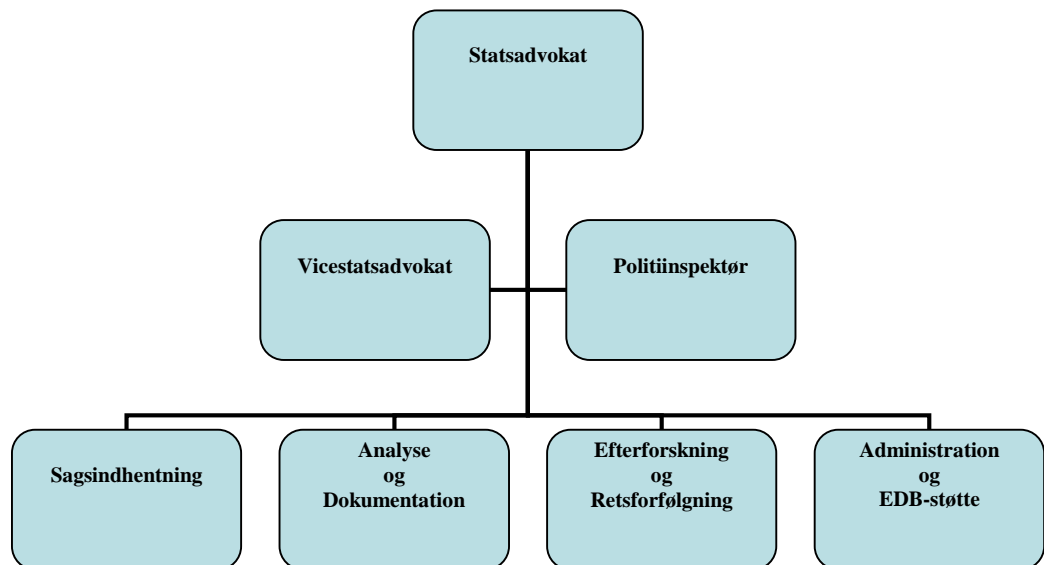 Statsadvokat
Vicestatsadvokat
Politiinspektør
Sagsindhentning
Analyse
og
Dokumentation
Efterforskning
og
Retsforfølgning
Administration
og
EDB-støtte